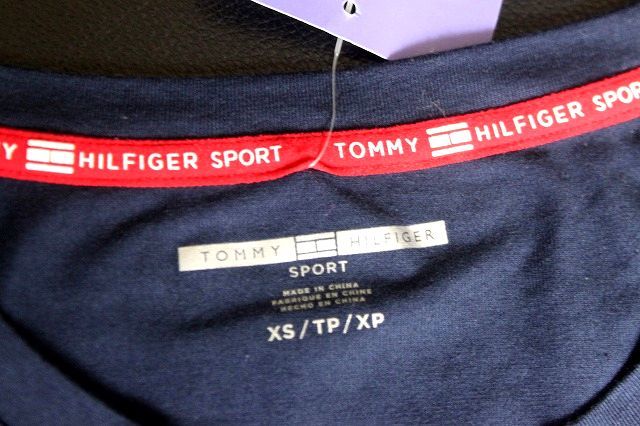 Y HILFIGER SPORT TOMMY HILFIGER SPOR
TOMMY HILFIGER
SPORT
MADE IN CHINA
FABRIQUE EN CHINE
HECHO EN CHINA
XS/TP/XP